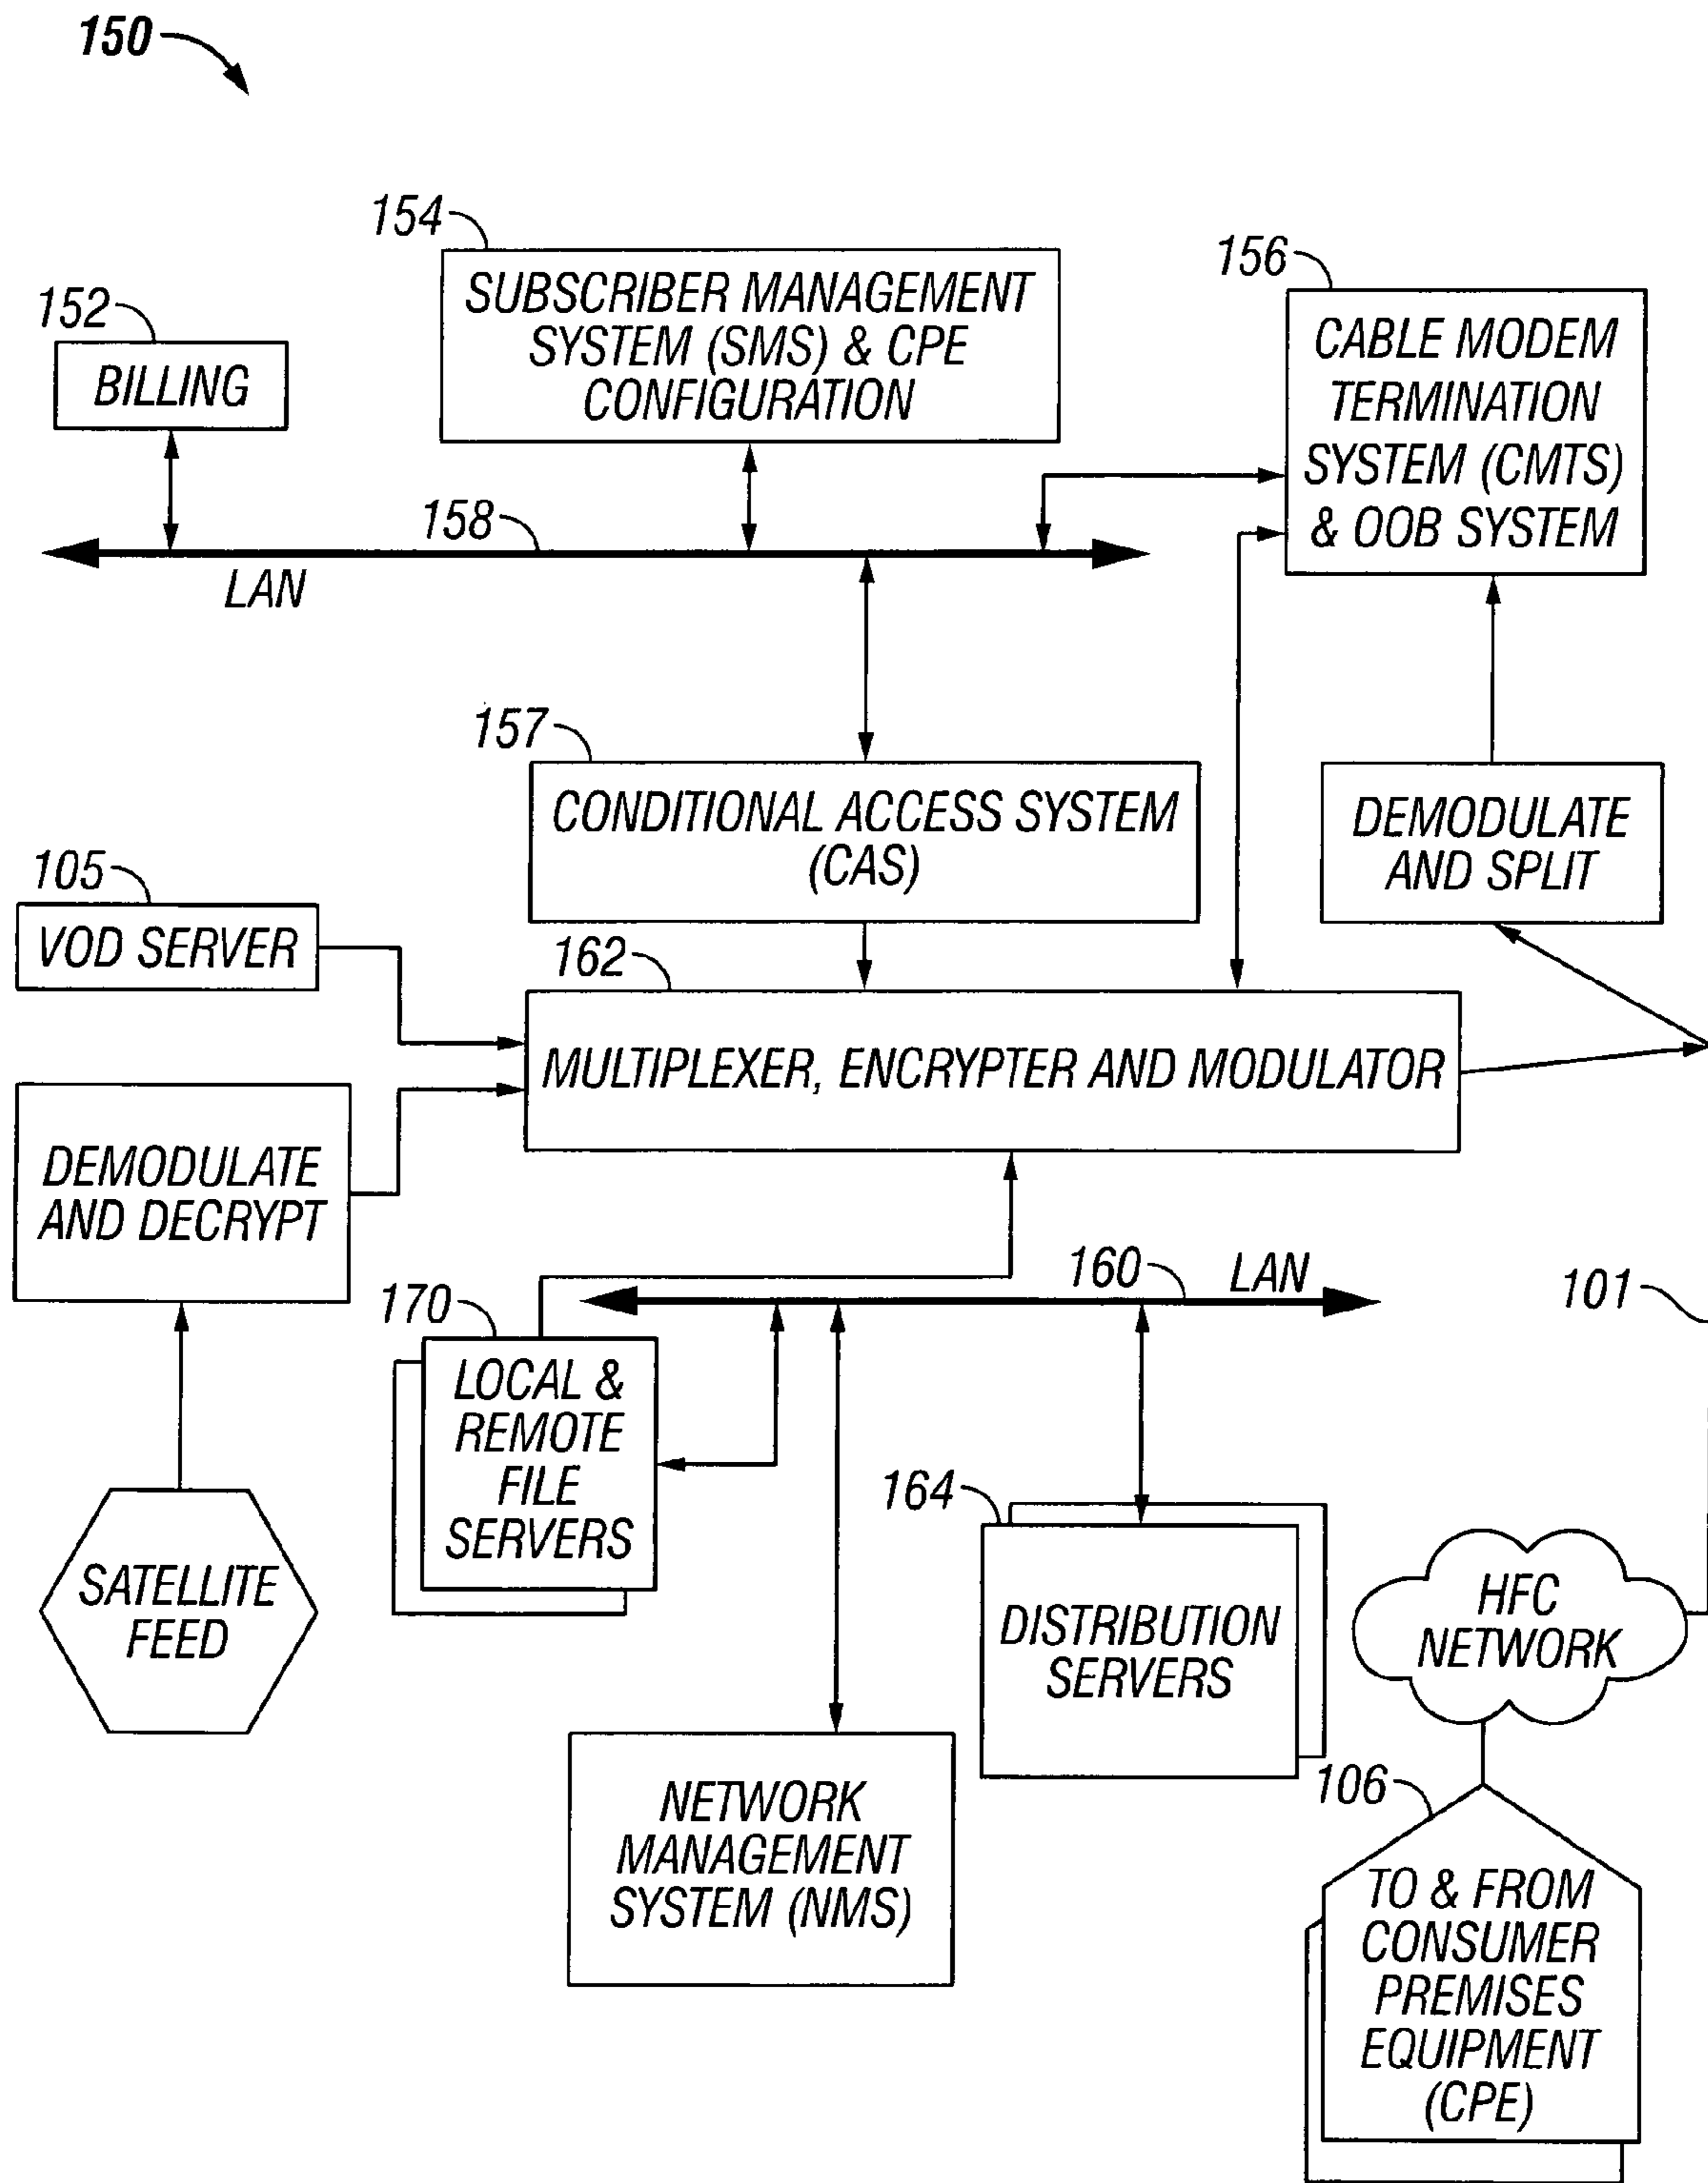 150
154
SUBSCRIBER MANAGEMENT
SYSTEM (SMS) & CPE
CONFIGURATION
156
CABLE MODEM
TERMINATION
SYSTEM (CMTS)
& OOB SYSTEM
152
BILLING
158
LAN
157
CONDITIONAL ACCESS SYSTEM
(CAS)
DEMODULATE
AND SPLIT
105
VOD SERVER
162
MULTIPLEXER, ENCRYPTER AND MODULATOR
DEMODULATE
AND DECRYPT
160
LAN
101
170
LOCAL &
REMOTE
FILE
SERVERS
SATELLITE
FEED
164
DISTRIBUTION
SERVERS
HFC
NETWORK
NETWORK
MANAGEMENT
SYSTEM (NMS)
106
TO & FROM
CONSUMER
PREMISES
EQUIPMENT
(CPE)